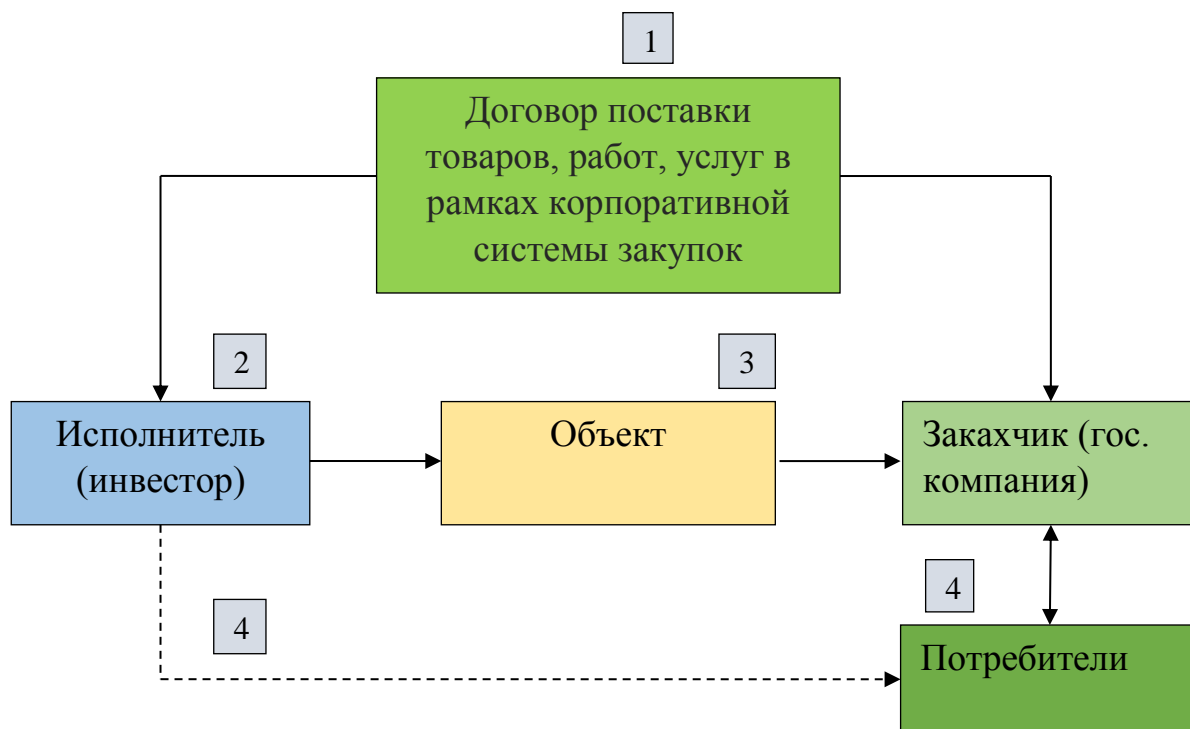 1
Договор поставки
товаров, работ, услуг в
рамках корпоративной
системы закупок
2
3
Исполнитель
(инвестор)
Объект
Закахчик (гос.
компания)
4
4
Потребители